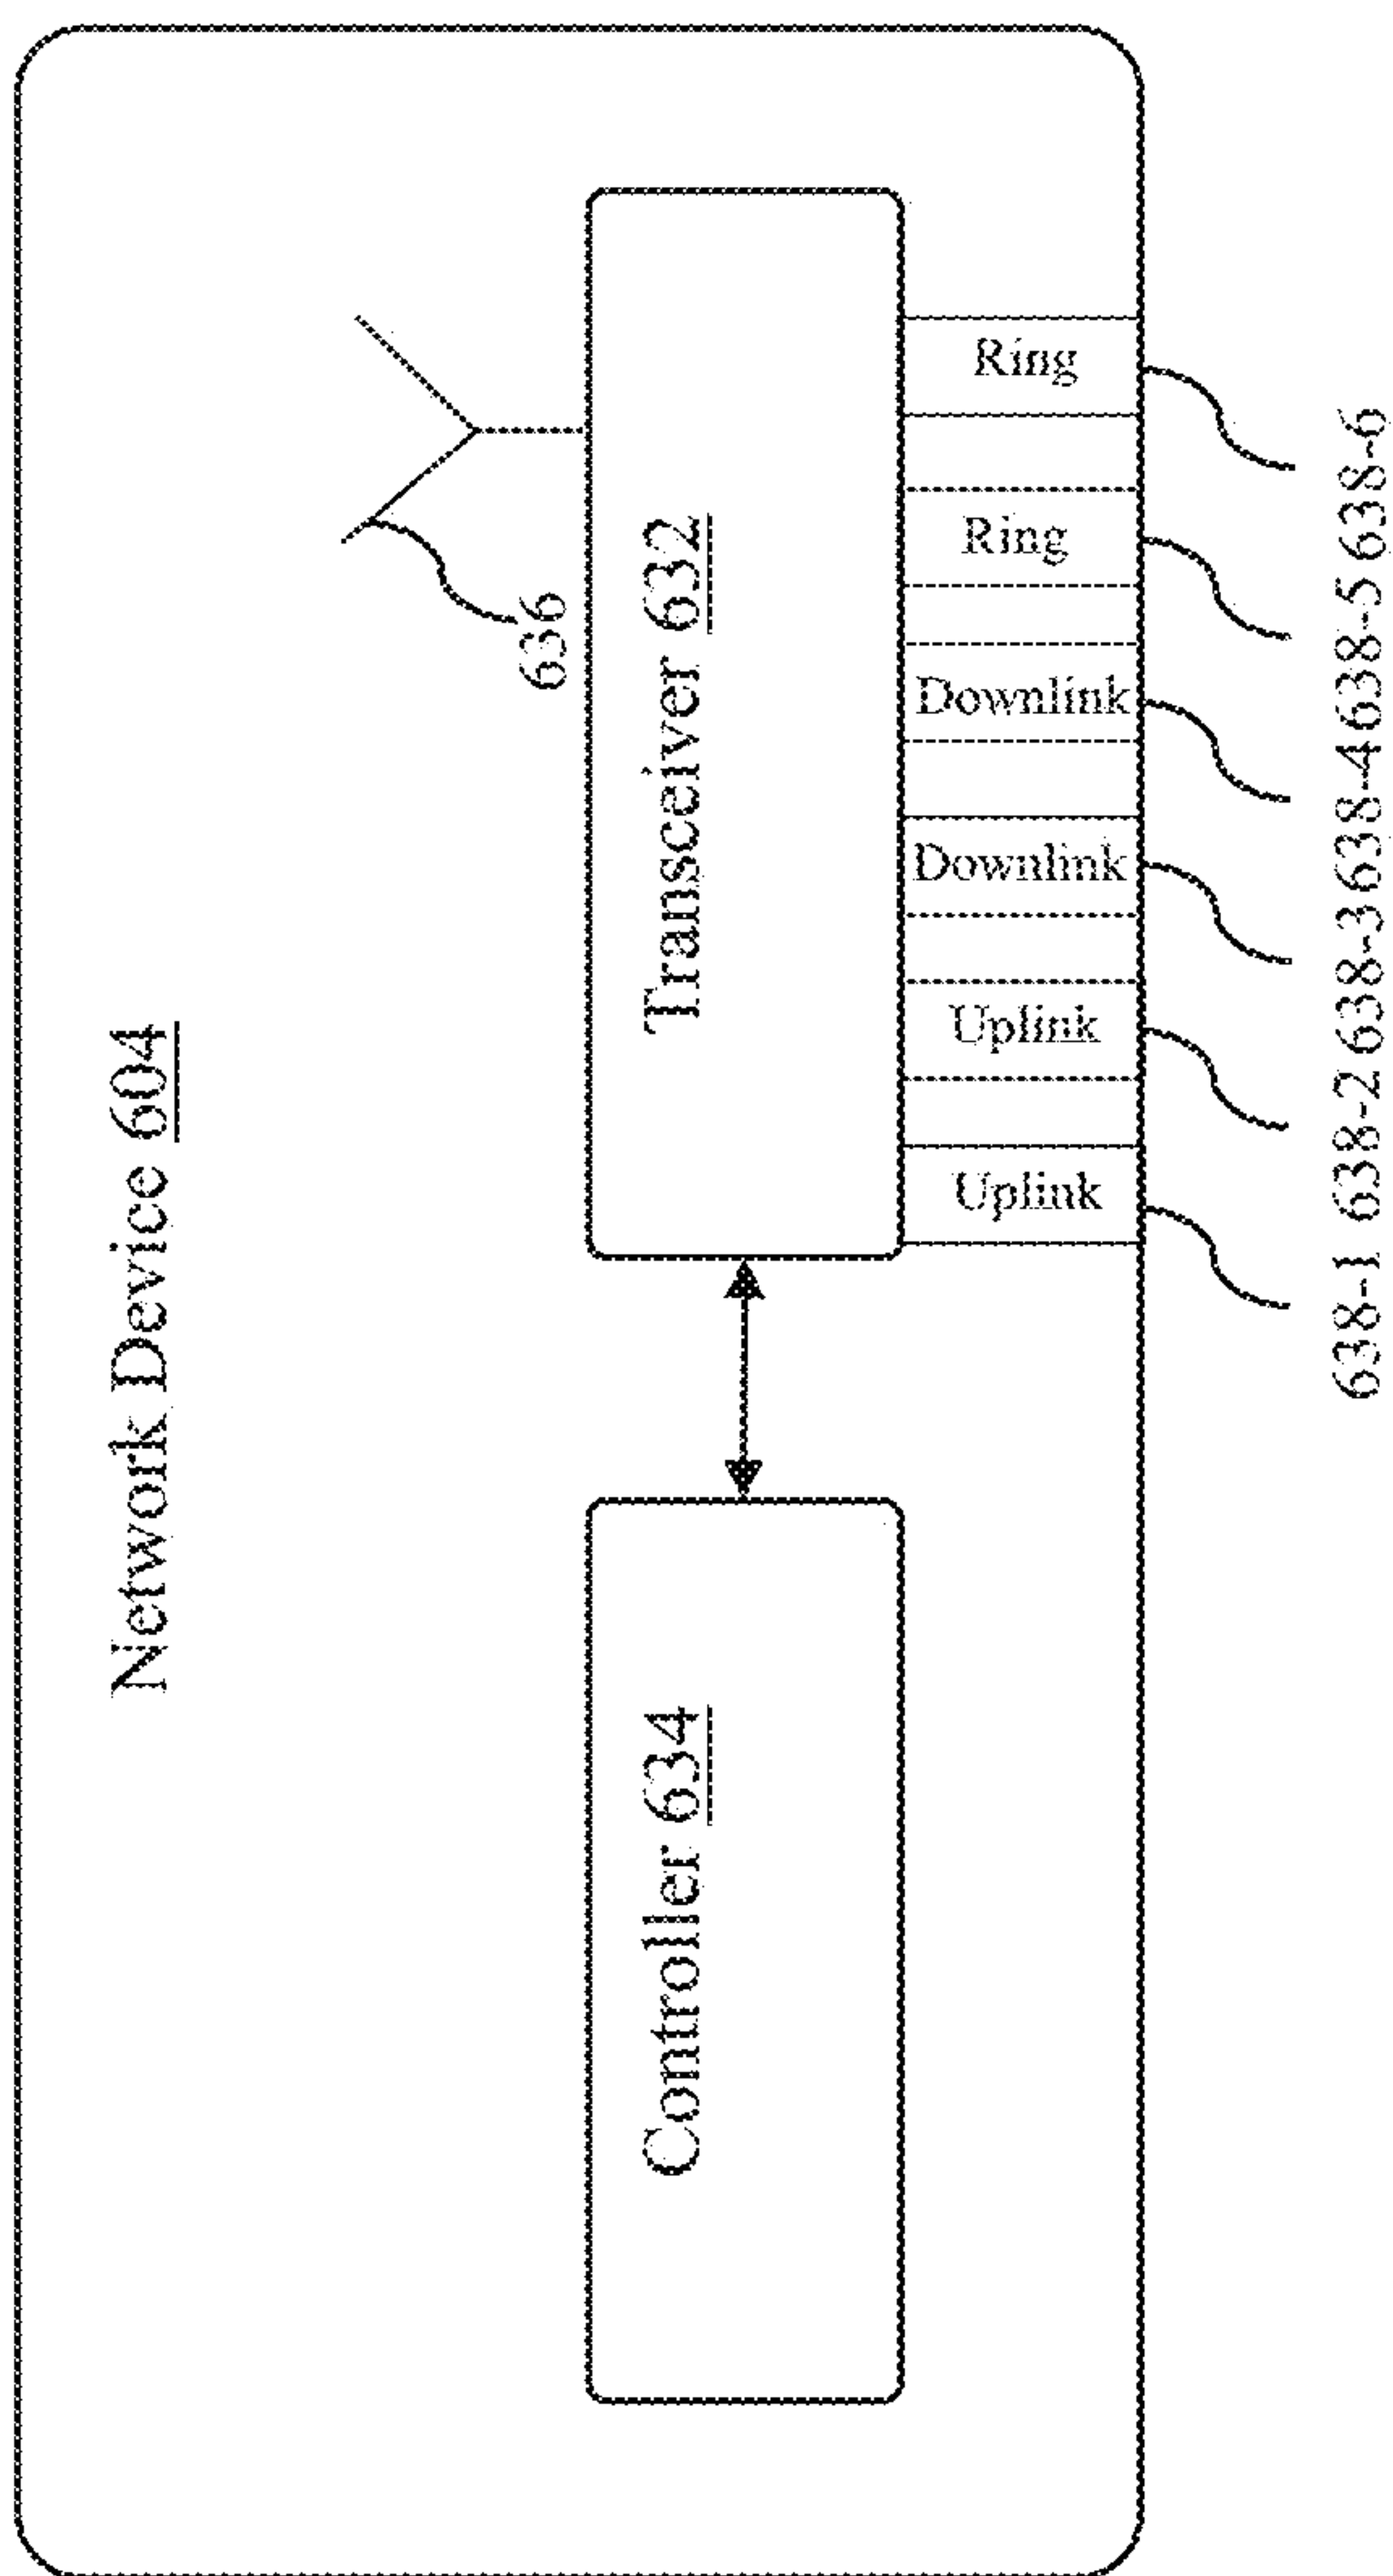 Network Device 604
636
Controller 634
Transceiver 632
Uplink
Uplink
Downlink
Downlink
Ring
Ring
638-1 638-2 638-3 638-4 638-5 638-6